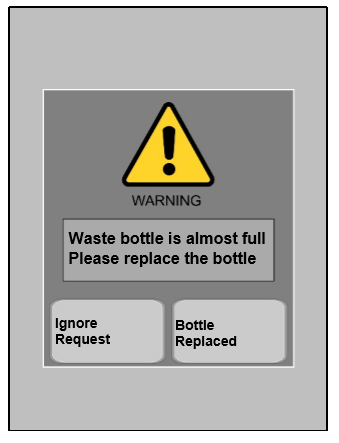 WARNING
Waste bottle is almost full
Please replace the bottle
Ignore
Request
Bottle
Replaced